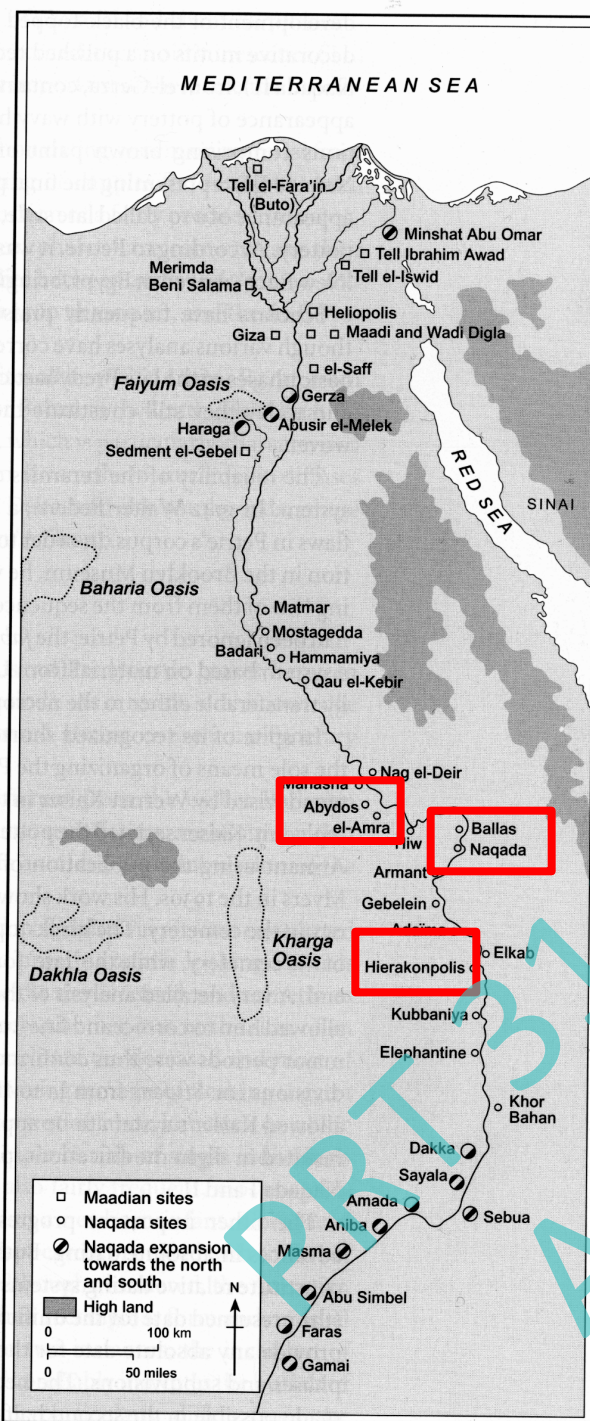 MEDITERRANEAN SEA
Tell el-Fara'in
(Buto)
Minshat Abu Omar
Tell Ibrahim Awad
Tell el-Iswid
Merimda
Beni Salama
Heliopolis
Giza
Maadi and Wadi Digla
el-Saff
Faiyum Oasis
Gerza
Abusir el-Melek
Haraga
Sedment el-Gebel
RED SEA
SINAI
Baharia Oasis
Matmar
Mostagedda
Badari
Hammamiya
Qau el-Kebir
Nag el-Deir
Mahasna
Abydos
el-Amra
Hiw
Ballas
Naqada
Armant
Gebelein
Adaïma
Kharga
Oasis
Dakhla Oasis
Elkab
Hierakonpolis
Kubbaniya
Elephantine
Khor
Bahan
Dakka
Sayala
Amada
Sebua
Aniba
Masma
Abu Simbel
Faras
Gamai
Maadian sites
Naqada sites
Naqada expansion
towards the north
and south
High land
N
0 100 km
0 50 miles
PRT 31
A